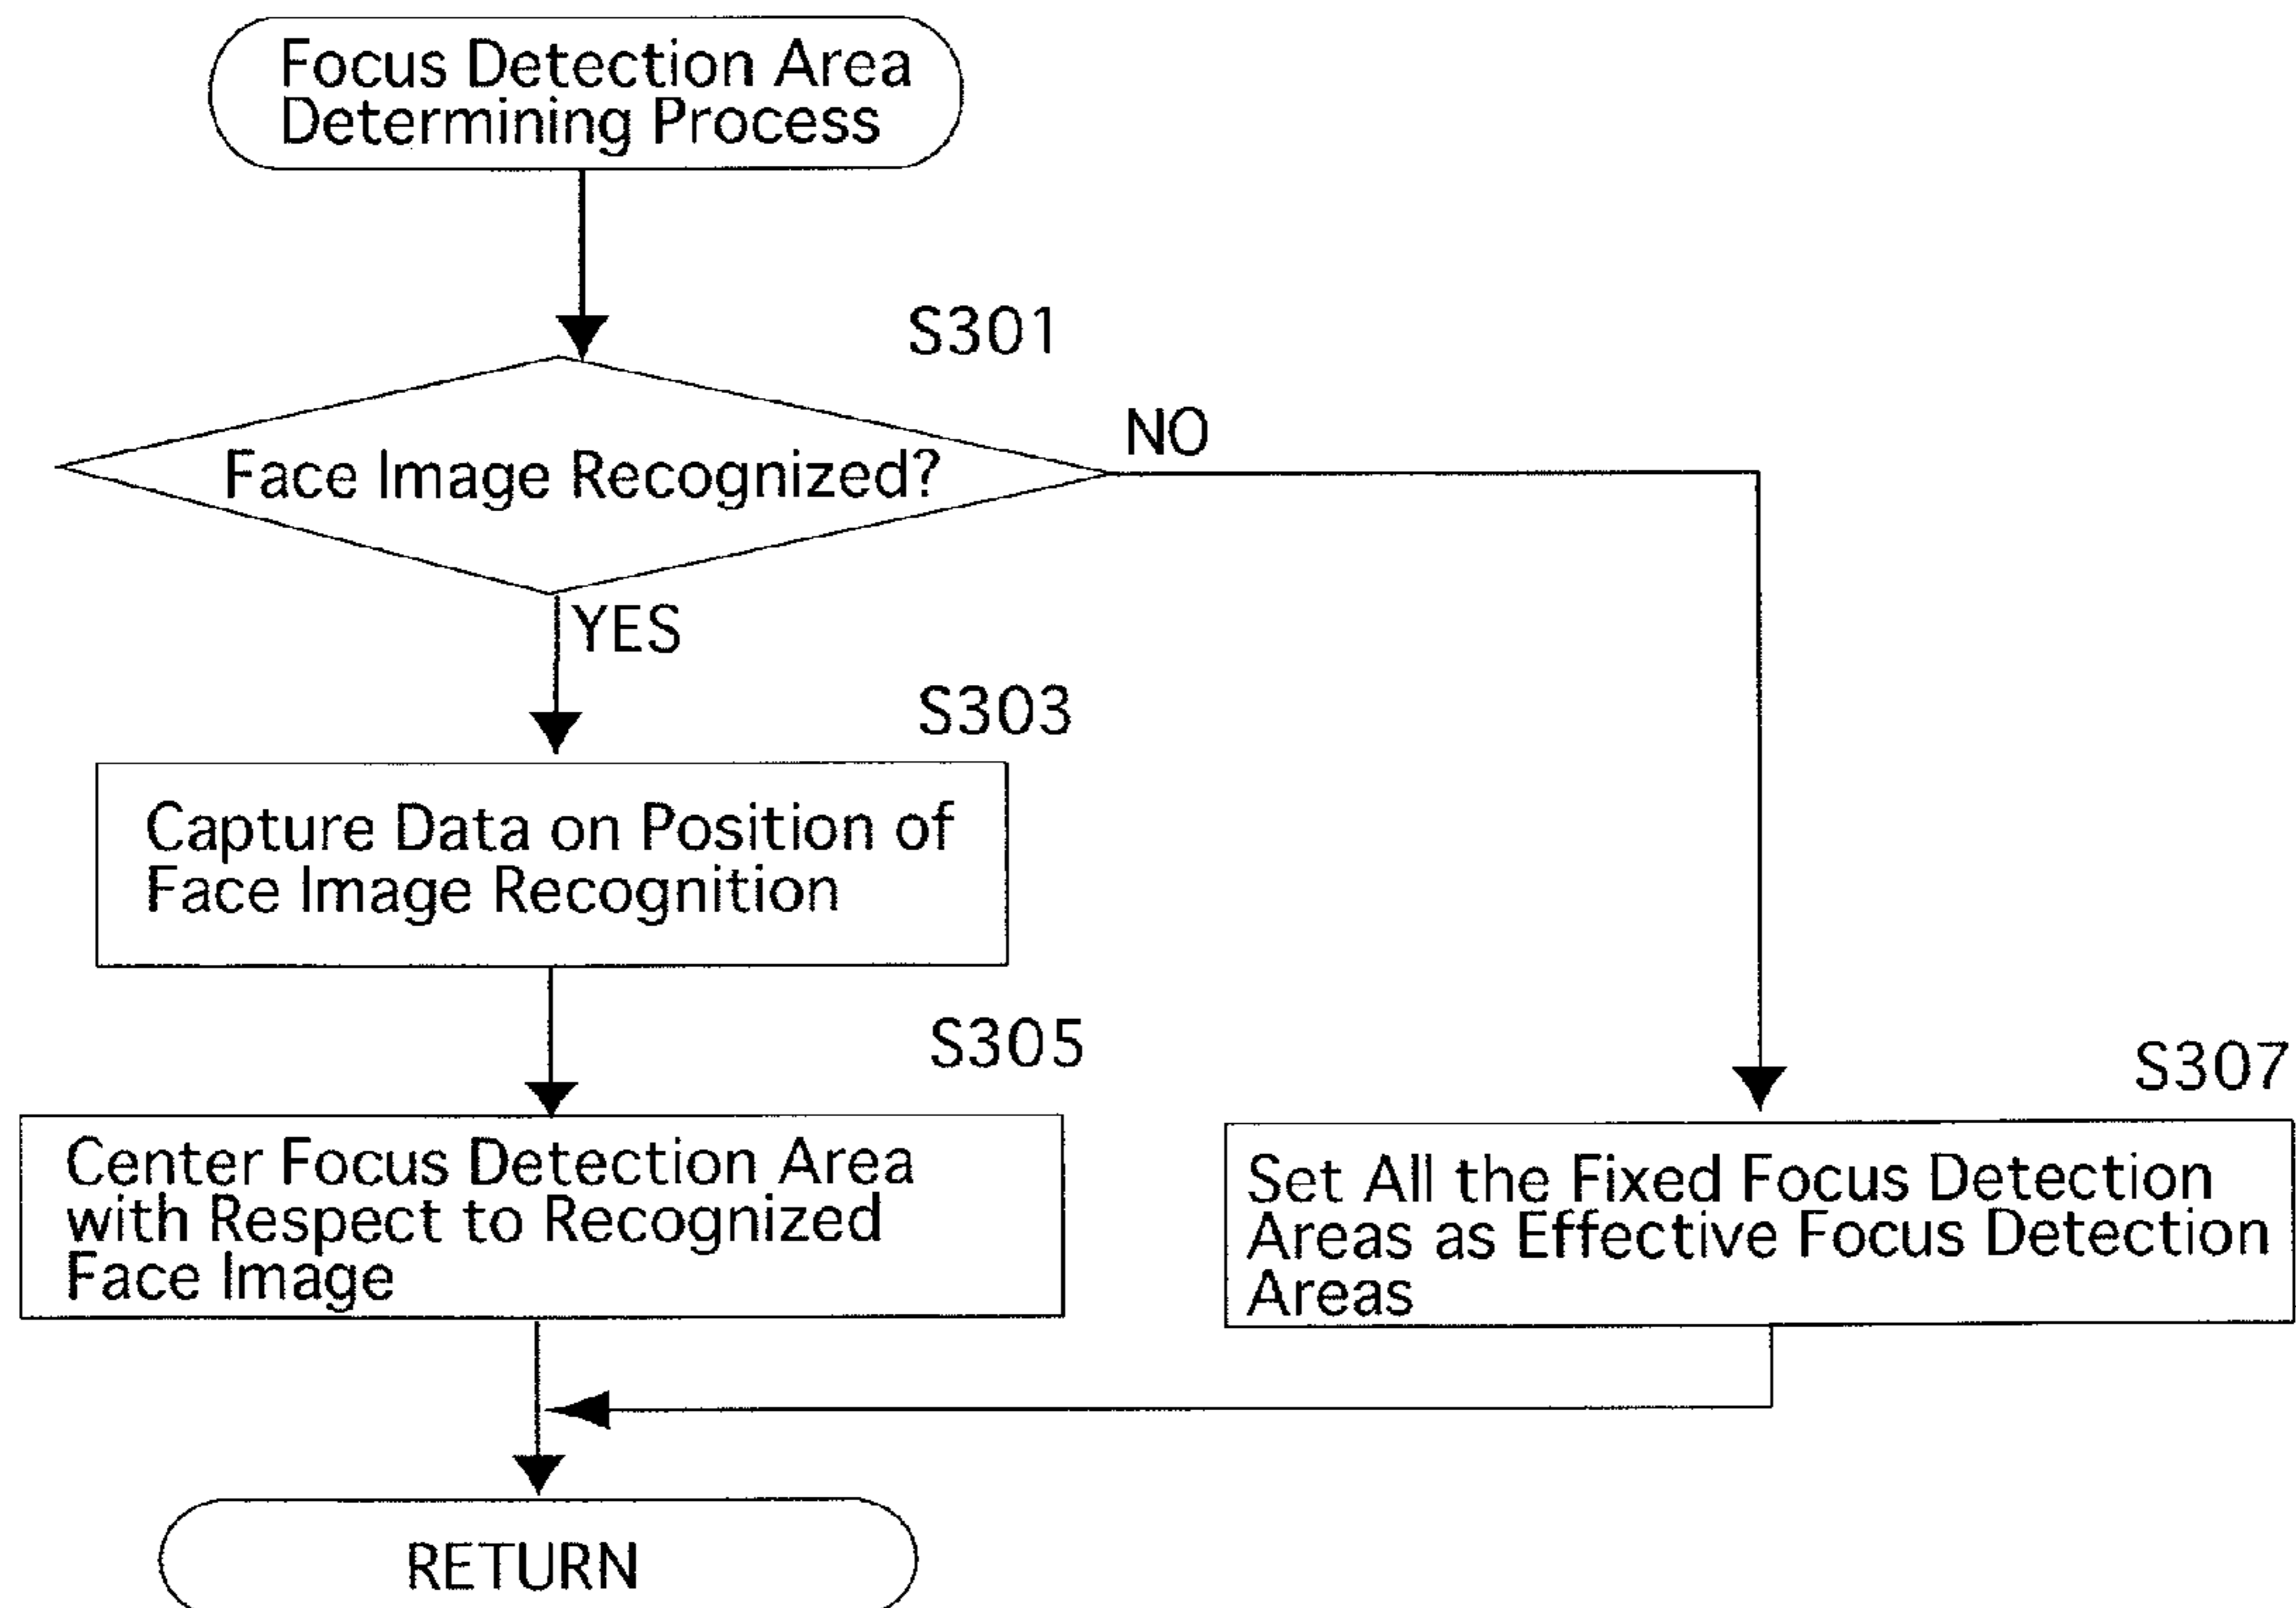 Focus Detection Area
Determining Process
S301
Face Image Recognized?
NO
YES
S303
Capture Data on Position of
Face Image Recognition
S305
Center Focus Detection Area
with Respect to Recognized
Face Image
S307
Set All the Fixed Focus Detection
Areas as Effective Focus Detection
Areas
RETURN